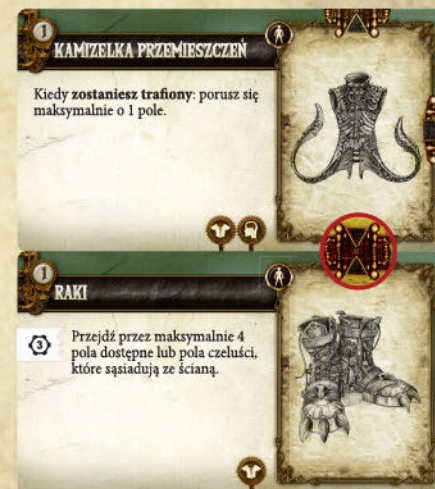 1
KAMIZELKA PRZEMIESZCZEŃ
Kiedy zostaniesz trafiony: porusz się
maksymalnie o 1 pole.
1
RAKI
3
Przejdź przez maksymalnie 4
pola dostępne lub pola czeluści,
które sąsiadują ze ścianą.